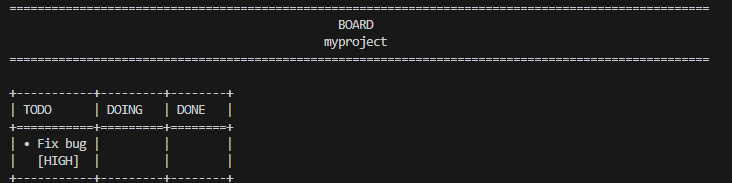 ====================================================================================================
BOARD
myproject
====================================================================================================
+-----------+---------+--------+
| TODO      | DOING   | DONE   |
+===========+=========+========+
| • Fix bug |         |        |
|   [HIGH]  |         |        |
+-----------+---------+--------+